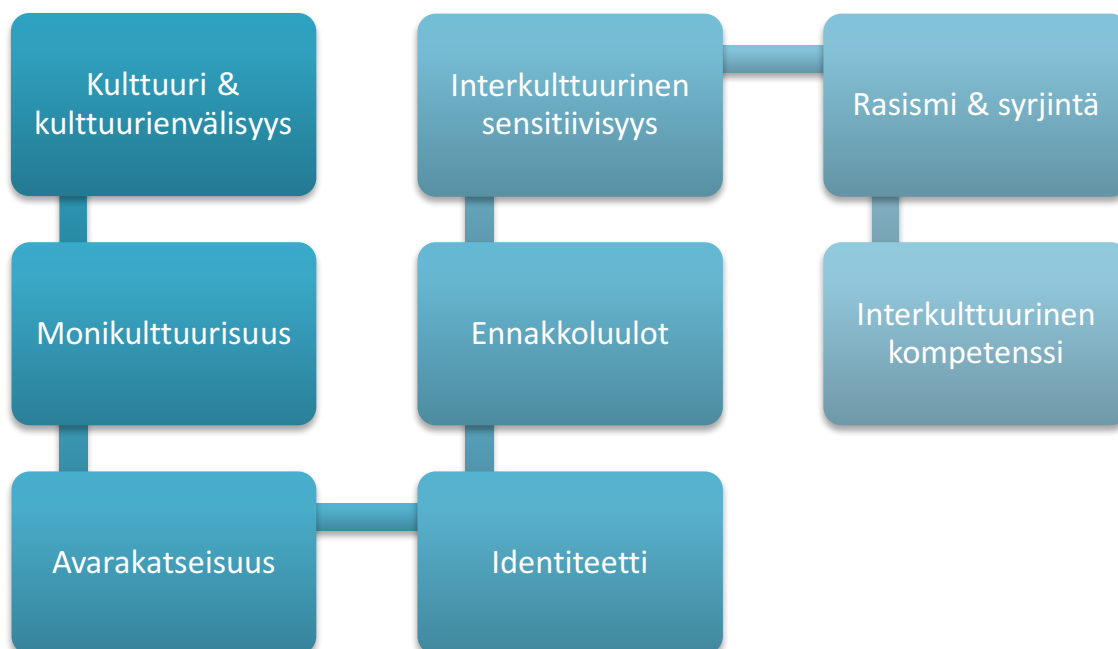 Kulttuuri &
kulttuurienvälisyys
Monikulttuurisuus
Avarakatseisuus
Identiteetti
Ennakkoluulot
Interkulttuurinen
sensitiivisyys
Rasismi & syrjintä
Interkulttuurinen
kompetenssi